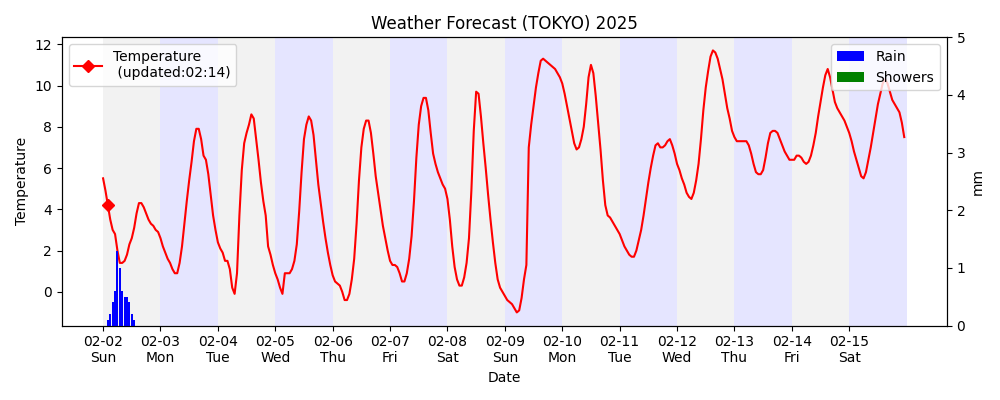 Weather Forecast (TOKYO) 2025
Temperature
(updated:02:14)
Rain
Showers
12
10
8
6
4
2
0
Temperature
5
4
3
2
1
0
mm
02-02 02-03 02-04 02-05 02-06 02-07 02-08 02-09 02-10 02-11 02-12 02-13 02-14 02-15
Sun Mon Tue Wed Thu Fri Sat Sun Mon Tue Wed Thu Fri Sat
Date